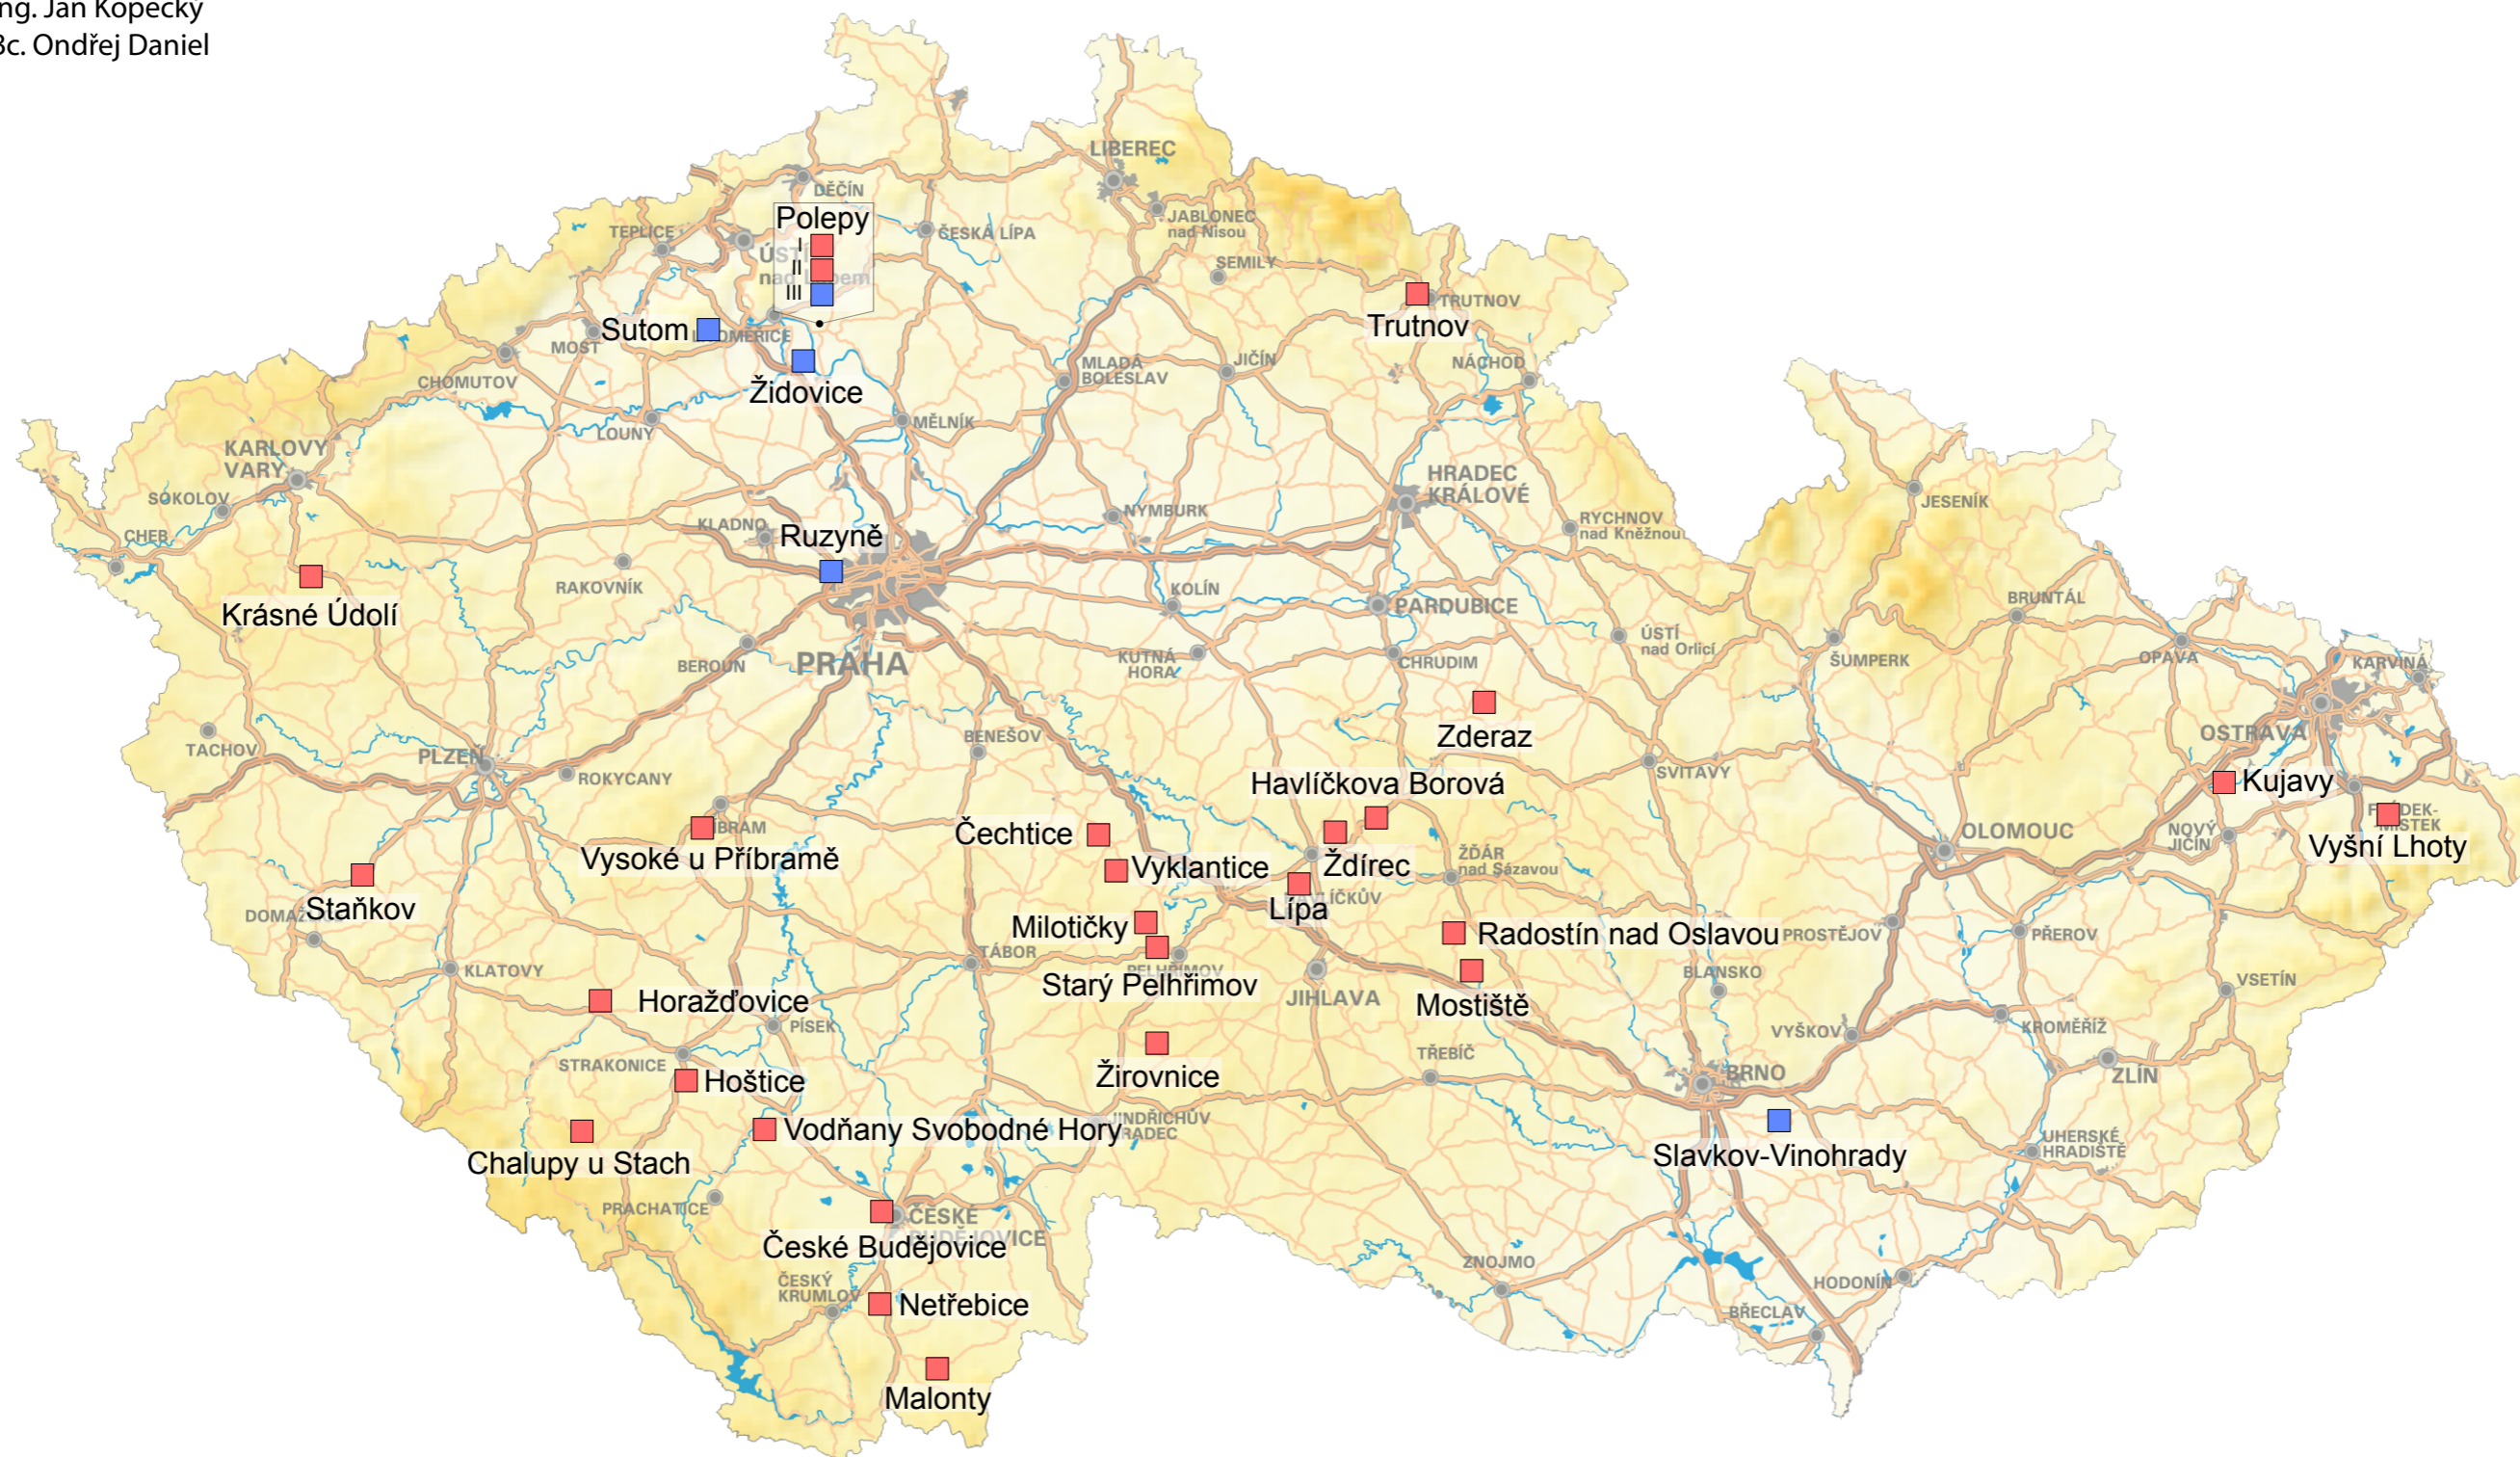 ng. Jan Kopecký
Bc. Ondřej Daniel
LIBEREC
DĚČÍN
JABLONEC
nad Nisou
TEPLICE
Polepy
ČESKÁ LÍPA
I
II
III
SEMILY
TRUTNOV
Trutnov
Sutom
MOST
Židovice
CHOMUTOV
MLADÁ
BOLESLAV
JIČÍN
NÁCHOD
LOUNY
MĚLNÍK
KARLOVY
VARY
SOKOLOV
CHEB
HRADEC
KRÁLOVÉ
JESENÍK
KLADNO
Ruzyně
NYMBURK
RYCHNOV
nad Kněžnou
Krásné Údolí
RAKOVNÍK
KOLÍN
PARDUBICE
BRUNTÁL
BEROUN
PRAHA
KUTNÁ
HORA
CHRUDIM
ÚSTÍ
nad Orlicí
ŠUMPERK
OPAVA
KARVINÁ
Zderaz
TACHOV
PLZEŇ
ROKYCANY
BENEŠOV
SVITAVY
OSTRAVA
Kujavy
Havlíčkova Borová
Čechtice
Vysoké u Příbramě
Vyklantice
Ždírec
ŽĎÁR
nad Sázavou
OLOMOUC
NOVÝ
JIČÍN
Vyšní Lhoty
Staňkov
Lípa
Milotičky
Radostín nad Oslavou
PROSTĚJOV
PŘEROV
KLATOVY
TÁBOR
PELHŘIMOV
Starý Pelhřimov
JIHLAVA
Mostiště
BLANSKO
VSETÍN
Horažďovice
PÍSEK
VYŠKOV
KROMĚŘÍŽ
STRAKONICE
Hoštice
Žirovnice
TŘEBÍČ
BRNO
ZLÍN
Vodňany Svobodné Hory
JINDŘICHŮV
Chalupy u Stach
Slavkov-Vinohrady
UHERSKÉ
HRADIŠTĚ
PRACHATICE
ČESKÉ
BUDĚJOVICE
České Budějovice
ČESKÝ
KRUMLOV
Netřebice
ZNOJMO
HODONÍN
BŘECLAV
Malonty